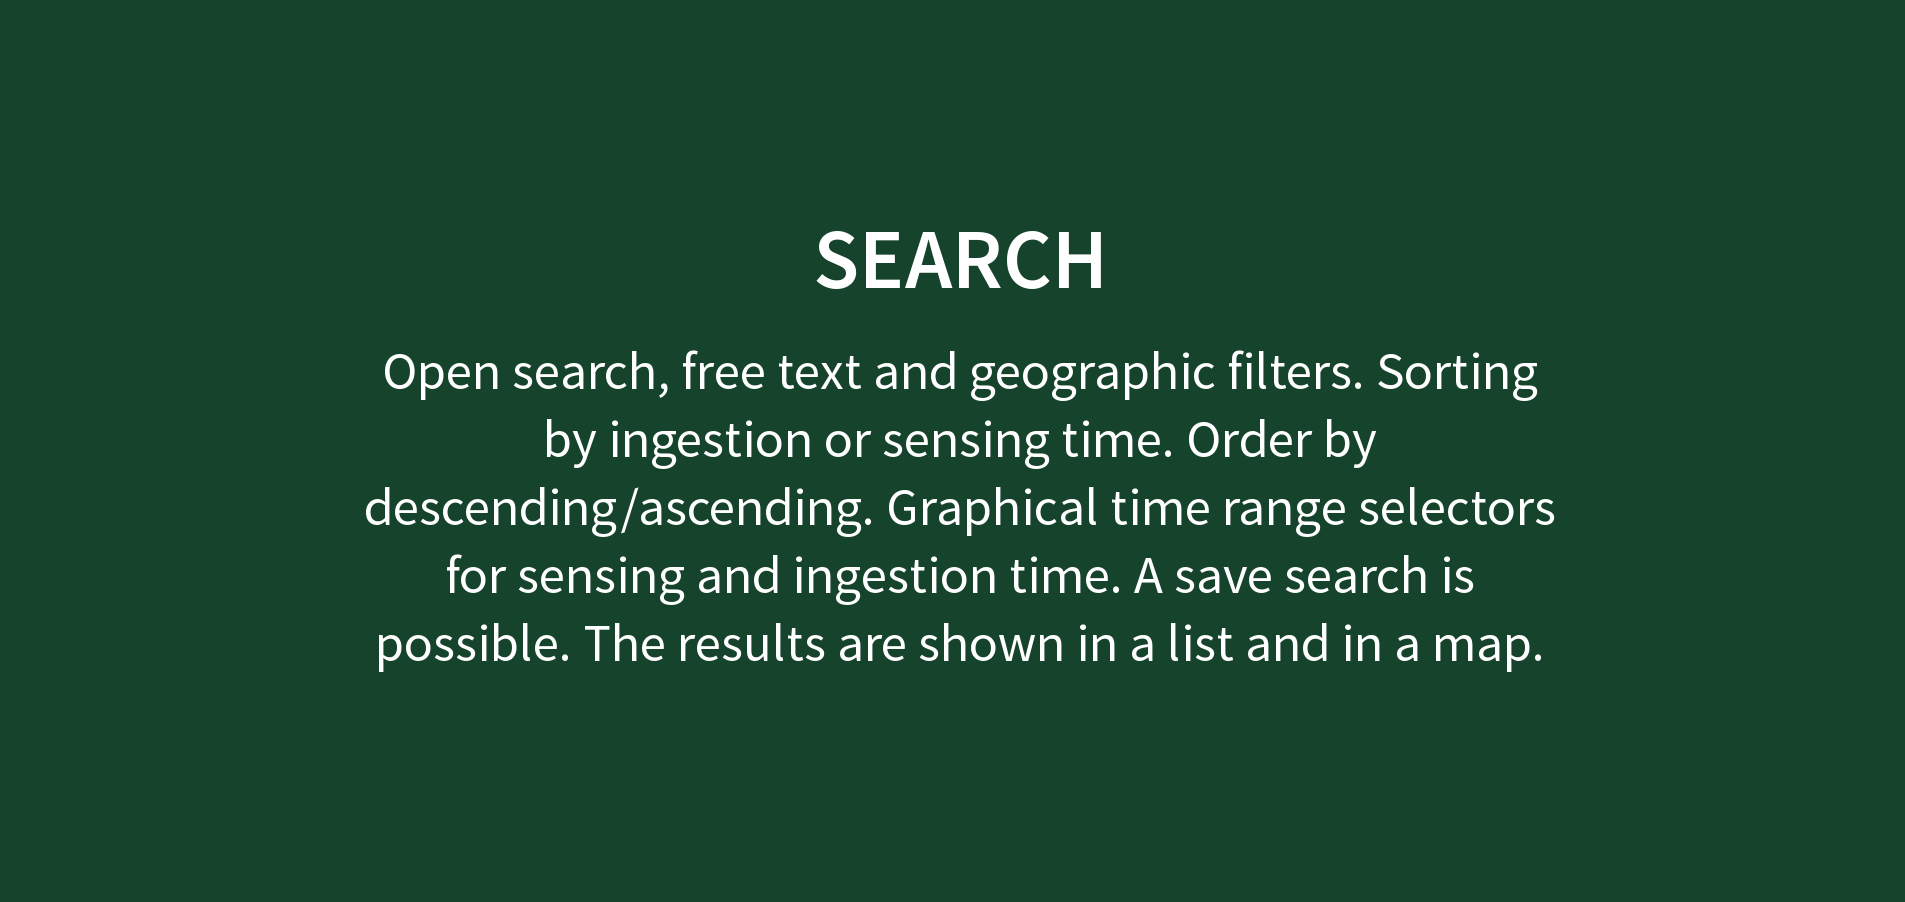 SEARCH
Open search, free text and geographic filters. Sorting
by ingestion or sensing time. Order by
descending/ascending. Graphical time range selectors
for sensing and ingestion time. A save search is
possible. The results are shown in a list and in a map.